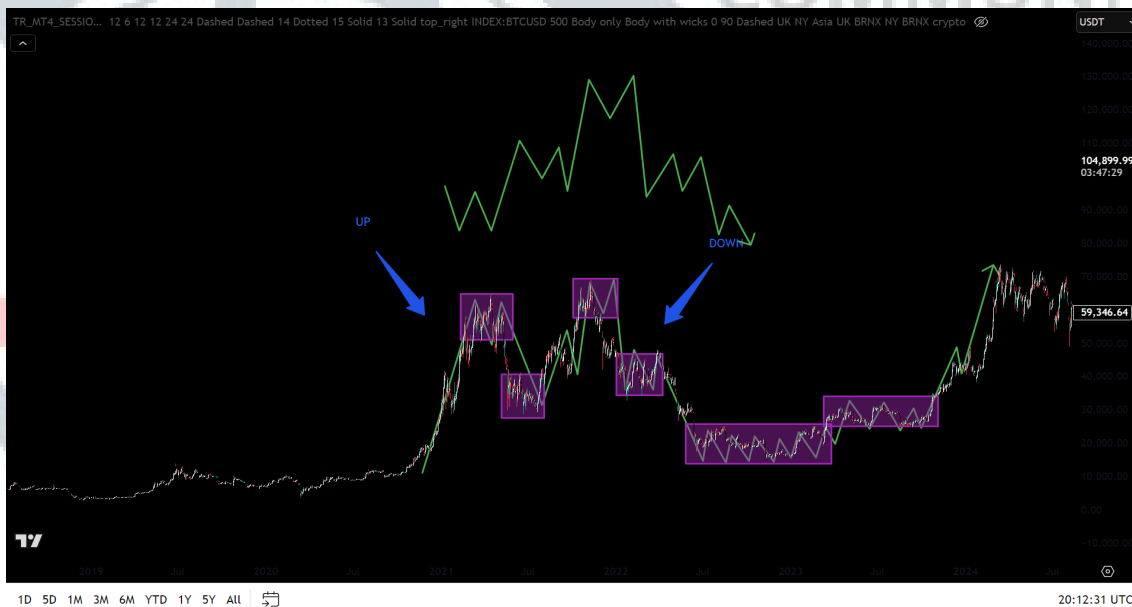 TR_MT4_SESSIO... 12 6 12 12 24 24 Dashed Dashed 14 Dotted 15 Solid 13 Solid top_right INDEX:BTCUSD 500 Body only Body with wicks 0 90 Dashed UK NY Asia UK BRNX NY BRNX crypto
USDT
140,000.00
130,000.00
120,000.00
110,000.00
104,899.99
03:47:29
90,000.00
80,000.00
70,000.00
59,346.64
50,000.00
40,000.00
30,000.00
20,000.00
10,000.00
0.00
-10,000.00
UP
DOWN
2019 Jul 2020 Jul 2021 Jul 2022 Jul 2023 Jul 2024 Jul
1D 5D 1M 3M 6M YTD 1Y 5Y All
20:12:31 UTC